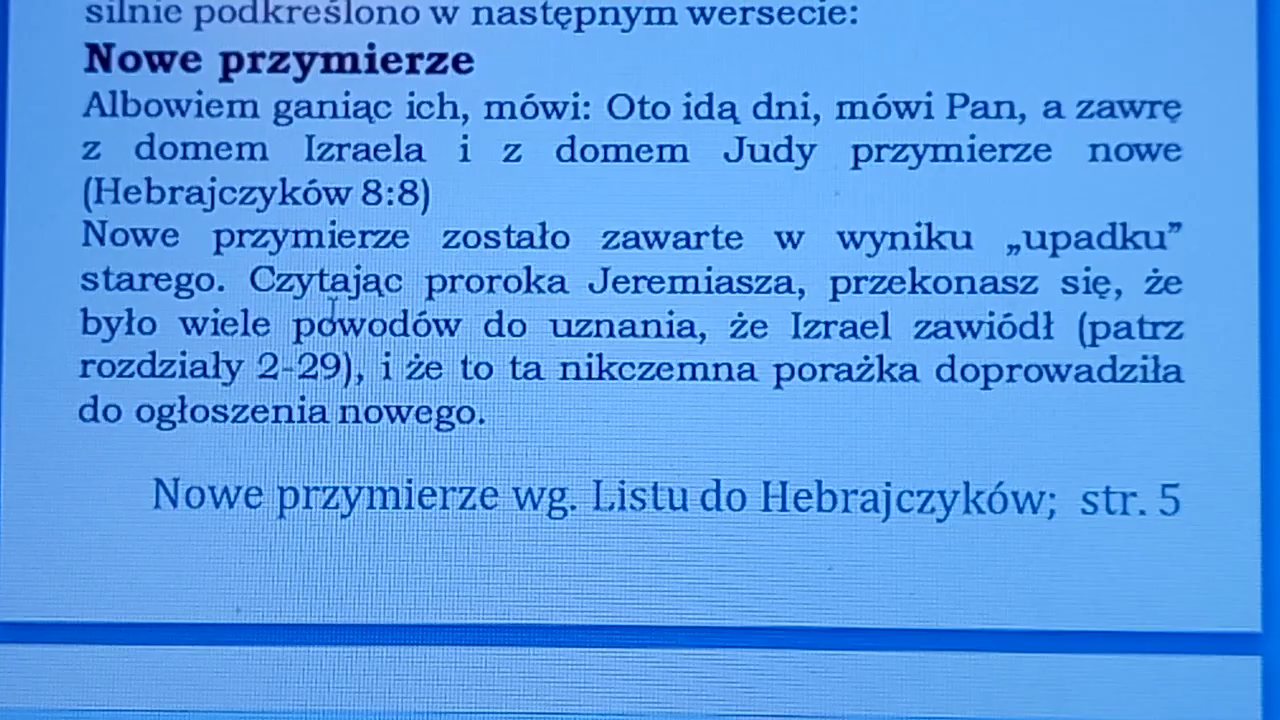 silnie podkreślono w następnym wersecie:
Nowe przymierze
Albowiem ganiąc ich, mówi: Oto idą dni, mówi Pan, a zawrę
z domem Izraela i z domem Judy przymierze nowe
(Hebrajczyków 8:8)
Nowe przymierze zostało zawarte w wyniku „upadku”
starego. Czytając proroka Jeremiasza, przekonasz się, że
było wiele powodów do uznania, że Izrael zawiódł (patrz
rozdziały 2-29), i że to ta nikczemna porażka doprowadziła
do ogłoszenia nowego.
Nowe przymierze wg. Listu do Hebrajczyków; str. 5